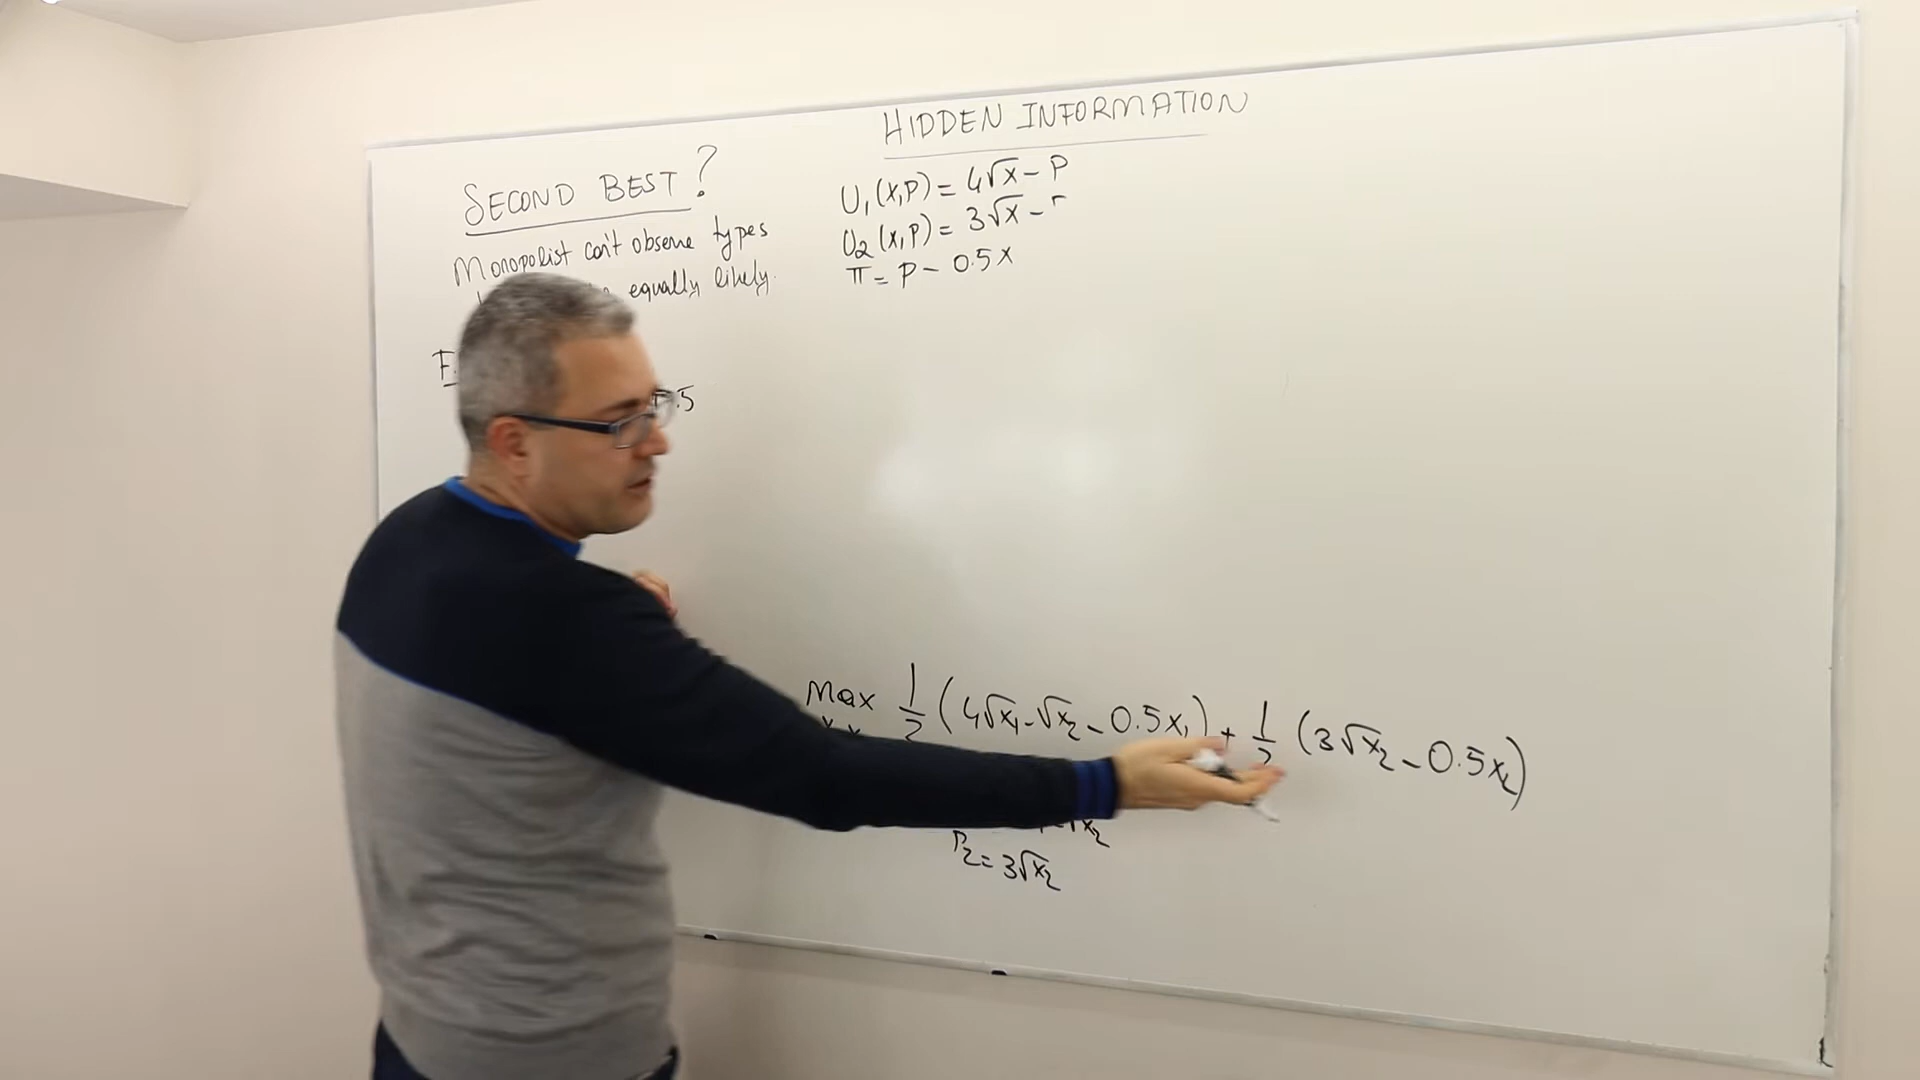 HIDDEN INFORMATION
SECOND BEST?
Monopolist can't observe types
equally likely.
U₁(x,p) = 4√x - P
U₂(x,p) = 3√x -
π = P - 0.5x
F.
.5
Max 1/2 (4√x₁ - √x₂ - 0.5x₁) + 1/2 (3√x₂ - 0.5x₂)
√x₂
P₂ = 3√x₂